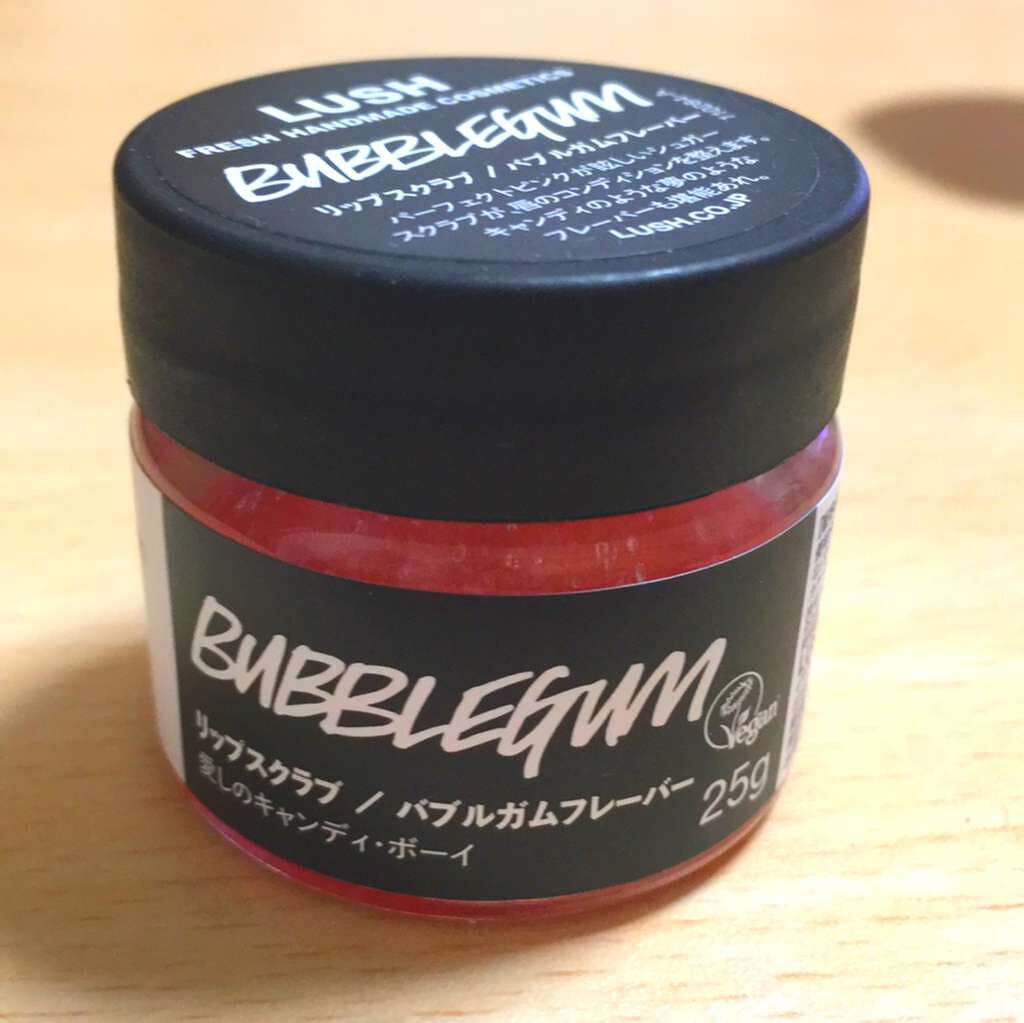 LUSH
FRESH HANDMADE COSMETICS
BUBBLEGUM
リップスクラブ / バブルガムフレーバー
パーフェクトピンクが眩しいシュガー
スクラブが、唇のコンディションを整えます。
キャンディのような夢のような
フレーバーも堪能あれ。
LUSH.CO.JP
BUBBLEGUM
Vegan
リップスクラブ / バブルガムフレーバー
25g
愛しのキャンディ・ボーイ